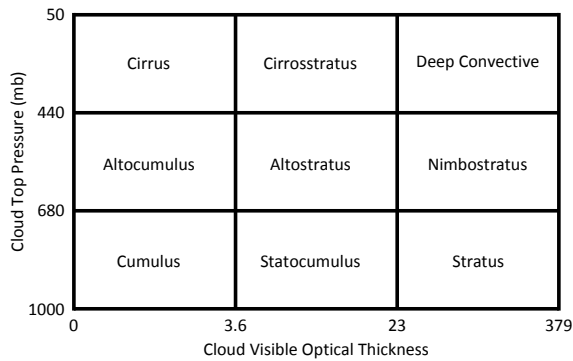 50
Cirrus
Cirrosstratus
Deep Convective
440
Altocumulus
Altostratus
Nimbostratus
680
Cumulus
Statocumulus
Stratus
1000
0
3.6
23
379
Cloud Visible Optical Thickness
Cloud Top Pressure (mb)